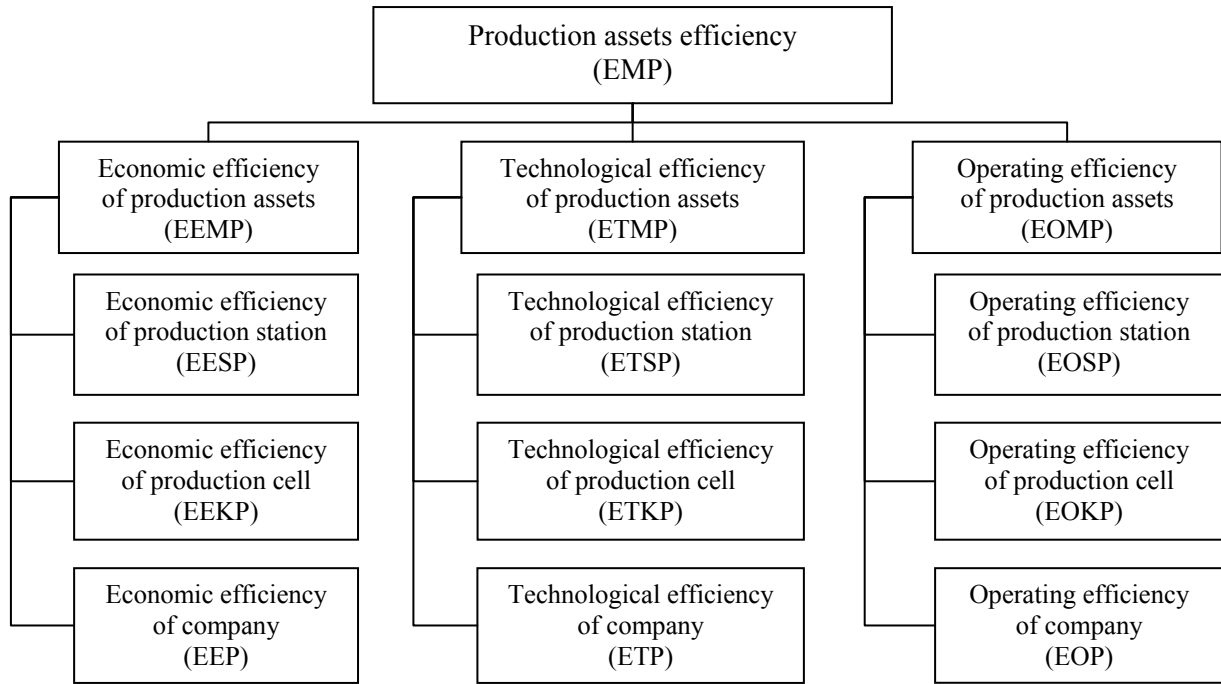 Production assets efficiency
(EMP)
Economic efficiency
of production assets
(EEMP)
Technological efficiency
of production assets
(ETMP)
Operating efficiency
of production assets
(EOMP)
Economic efficiency
of production station
(EESP)
Technological efficiency
of production station
(ETSP)
Operating efficiency
of production station
(EOSP)
Economic efficiency
of production cell
(EEKP)
Technological efficiency
of production cell
(ETKP)
Operating efficiency
of production cell
(EOKP)
Economic efficiency
of company
(EEP)
Technological efficiency
of company
(ETP)
Operating efficiency
of company
(EOP)